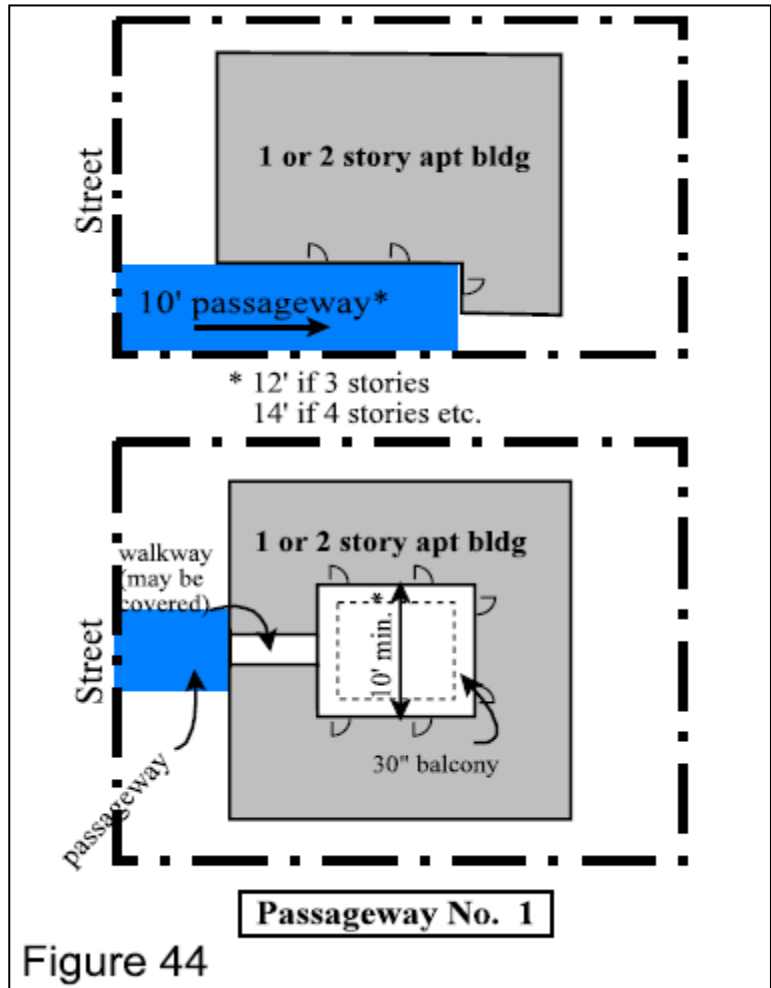 1 or 2 story apt bldg
Street
10' passageway*
* 12' if 3 stories
14' if 4 stories etc.
1 or 2 story apt bldg
walkway
(may be
covered)
10' min. *
Street
30" balcony
passageway
Passageway No. 1
Figure 44